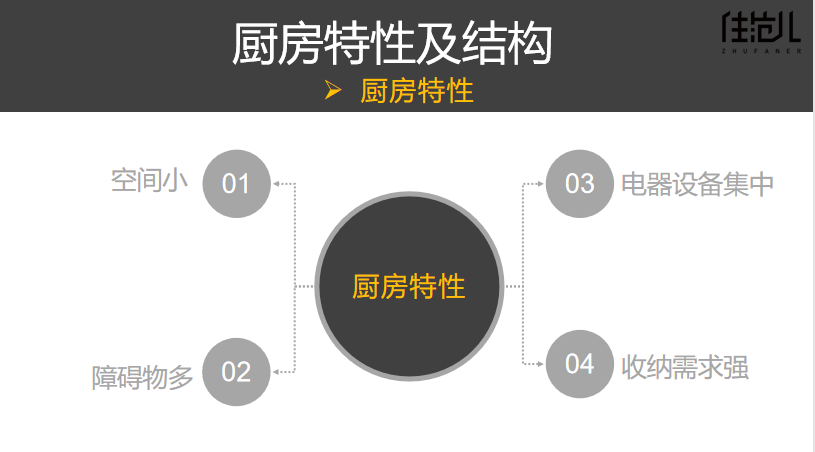 厨房特性及结构
住范儿
ZHUFANER
➢ 厨房特性
空间小
01
03
电器设备集中
厨房特性
障碍物多
02
04
收纳需求强